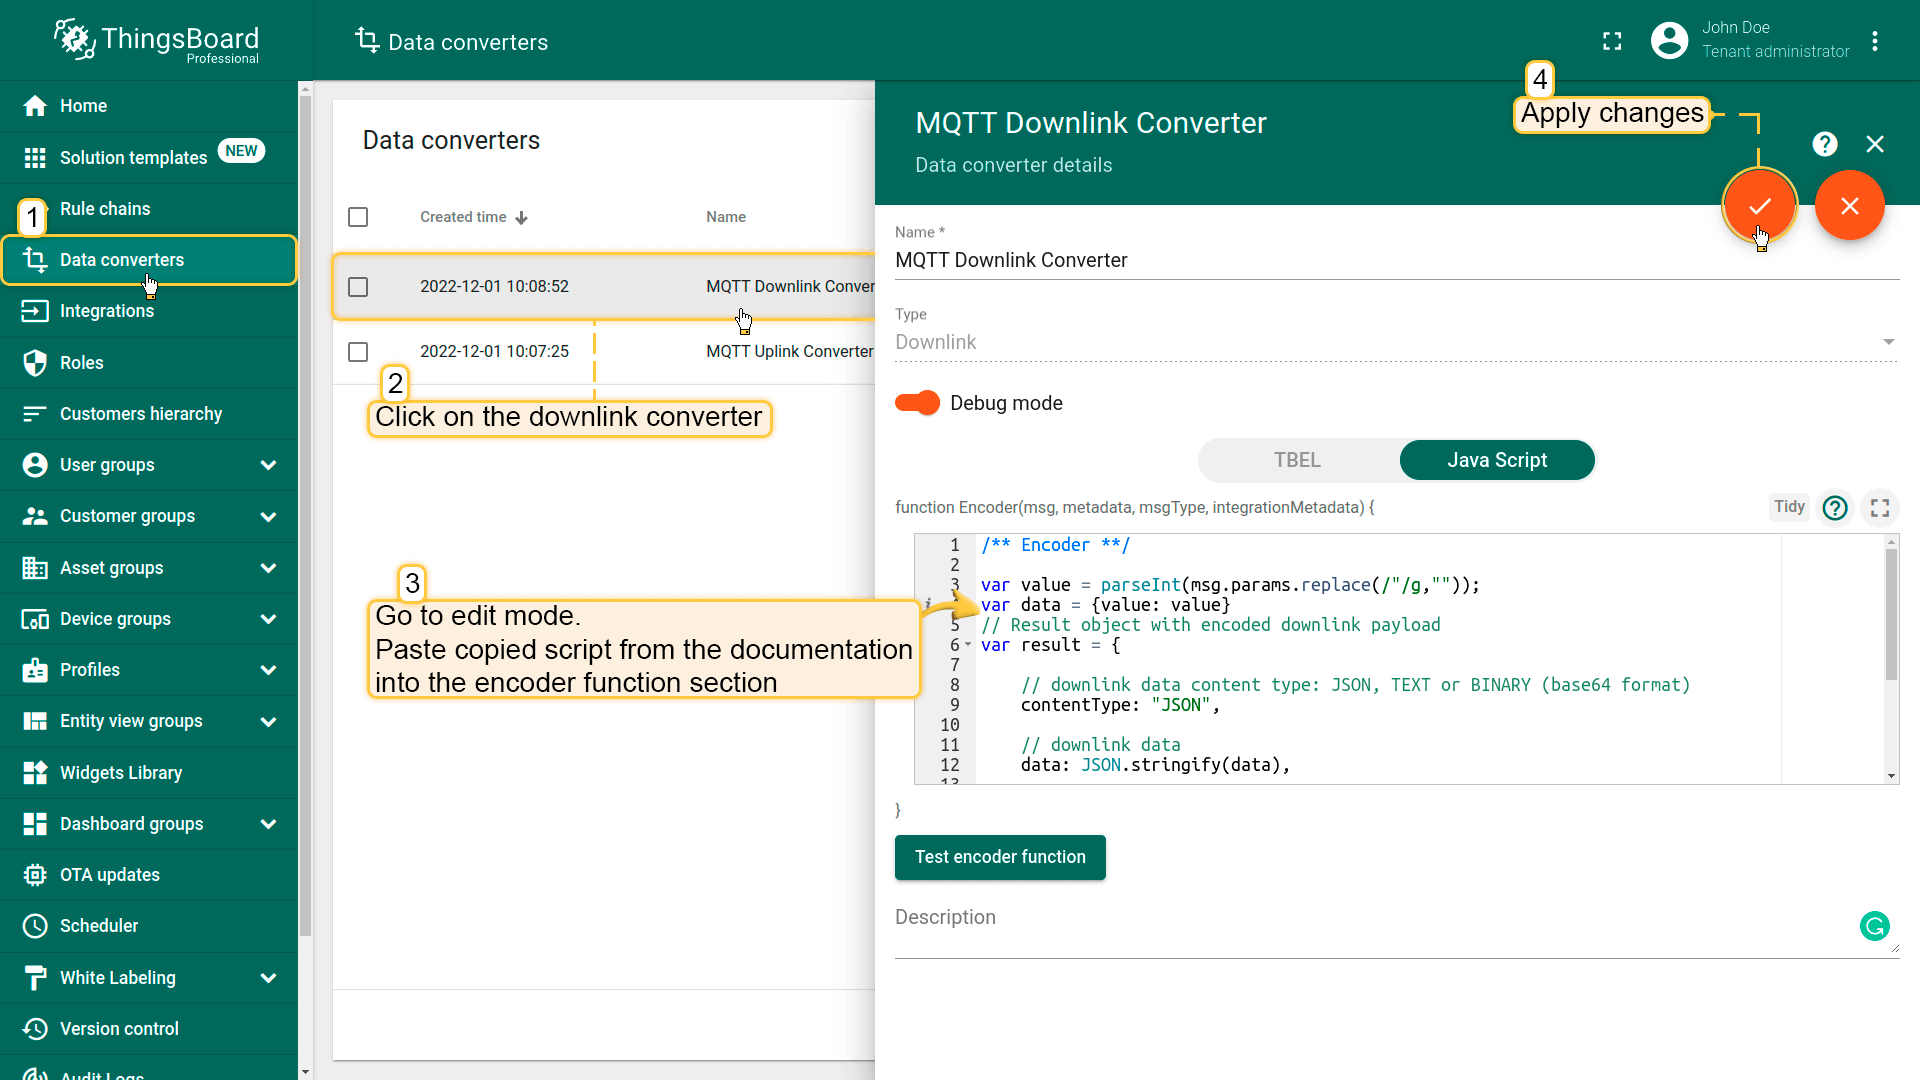 ThingsBoard
Professional
Data converters
John Doe
Tenant administrator
Home
Solution templates NEW
Rule chains
1
Data converters
Integrations
Roles
Customers hierarchy
User groups
Customer groups
Asset groups
Device groups
Profiles
Entity view groups
Widgets Library
Dashboard groups
OTA updates
Scheduler
White Labeling
Version control
Audit Logs
Data converters
Created time Name
2022-12-01 10:08:52 MQTT Downlink Conver
2022-12-01 10:07:25 MQTT Uplink Converter
2
Click on the downlink converter
3
Go to edit mode.
Paste copied script from the documentation
into the encoder function section
4
Apply changes
MQTT Downlink Converter
Data converter details
Name *
MQTT Downlink Converter
Type
Downlink
Debug mode
TBEL Java Script
function Encoder(msg, metadata, msgType, integrationMetadata) {
Tidy
1 /** Encoder **/
2
3 var value = parseInt(msg.params.replace(/"/g,""));
var data = {value: value}
5 // Result object with encoded downlink payload
6 var result = {
7
8 // downlink data content type: JSON, TEXT or BINARY (base64 format)
9 contentType: "JSON",
10
11 // downlink data
12 data: JSON.stringify(data),
13
}
Test encoder function
Description